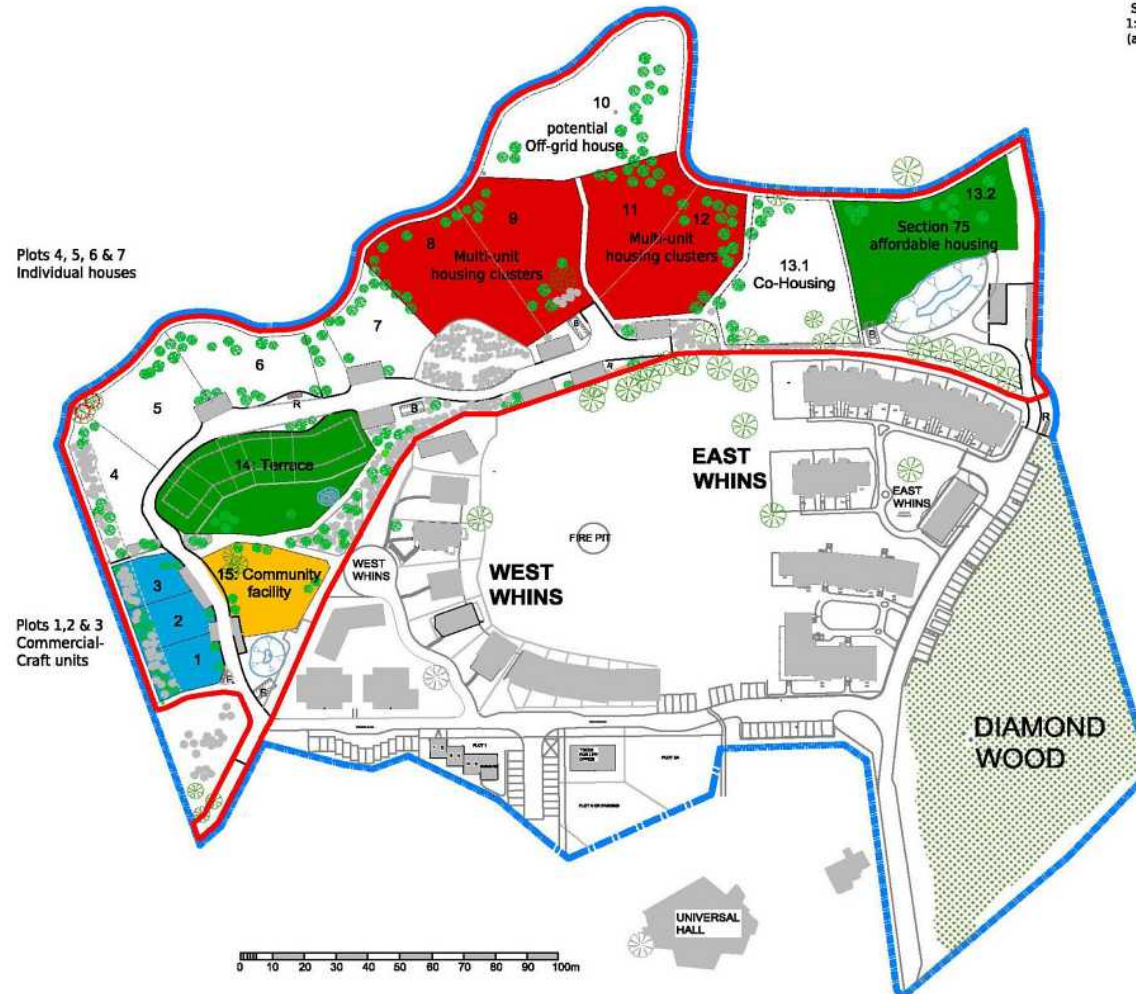 S
1:
(a
10
potential
Off-grid house
13.2
Section 75
affordable housing
9
11
12
8
Multi-unit
housing clusters
Multi-unit
housing clusters
13.1
Co-Housing
Plots 4, 5, 6 & 7
Individual houses
7
B
B
6
R
R
5
R
B
4
14: Terrace
EAST
WHINS
EAST
WHINS
FIRE PIT
WEST
WHINS
WEST
WHINS
15: Community
facility
3
2
1
Plots 1,2 & 3
Commercial-
Craft units
R
B
DIAMOND
WOOD
PLOT 1
UNIVERSAL
HALL
0 10 20 30 40 50 60 70 80 90 100m